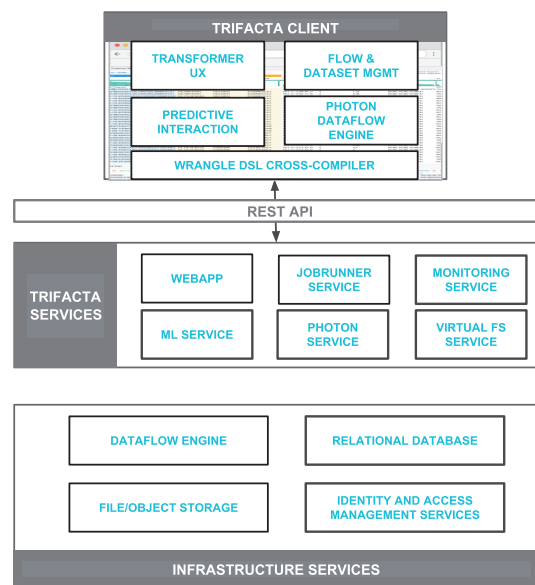 TRIFACTA CLIENT
TRANSFORMER
UX
FLOW &
DATASET MGMT
PREDICTIVE
INTERACTION
PHOTON
DATAFLOW
ENGINE
WRANGLE DSL CROSS-COMPILER
REST API
TRIFACTA
SERVICES
WEBAPP
JOBRUNNER
SERVICE
MONITORING
SERVICE
ML SERVICE
PHOTON
SERVICE
VIRTUAL FS
SERVICE
DATAFLOW ENGINE
RELATIONAL DATABASE
FILE/OBJECT STORAGE
IDENTITY AND ACCESS
MANAGEMENT SERVICES
INFRASTRUCTURE SERVICES